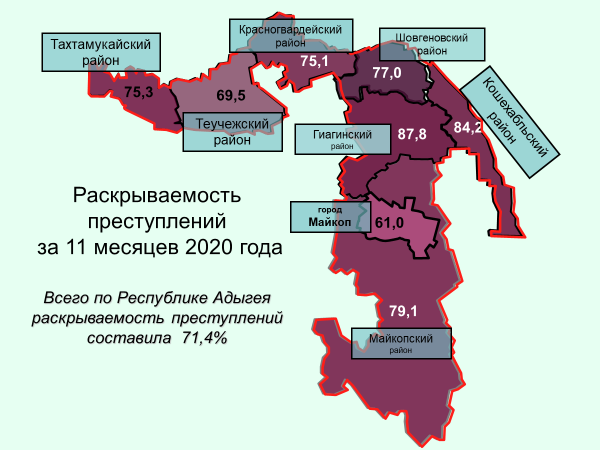 Тахтамукайский
район
Красногвардейский
район
Шовгеновский
район
Кошехабльский
район
75,3
69,5
75,1
77,0
84,2
87,8
Теучежский
район
Гиагинский
район
город
Майкоп
61,0
79,1
Майкопский
район
Раскрываемость
преступлений
за 11 месяцев 2020 года
Всего по Республике Адыгея
раскрываемость преступлений
составила 71,4%